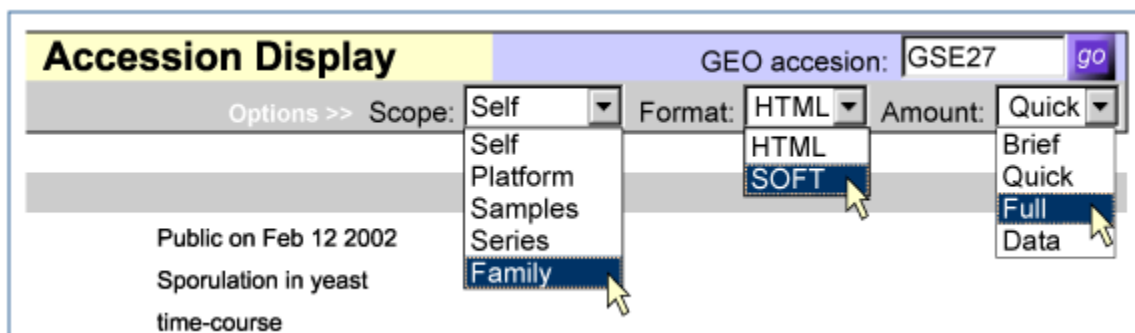 Accession Display GEO accesion: GSE27 go
Options >> Scope: Self Format: HTML Amount: Quick
Self HTML Brief
Platform SOFT Quick
Samples Full
Public on Feb 12 2002 Series Data
Sporulation in yeast Family
time-course